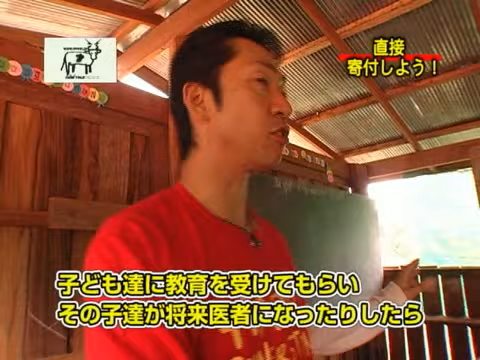 直接
寄付しよう！
子ども達に教育を受けてもらい
その子達が将来医者になったりしたら